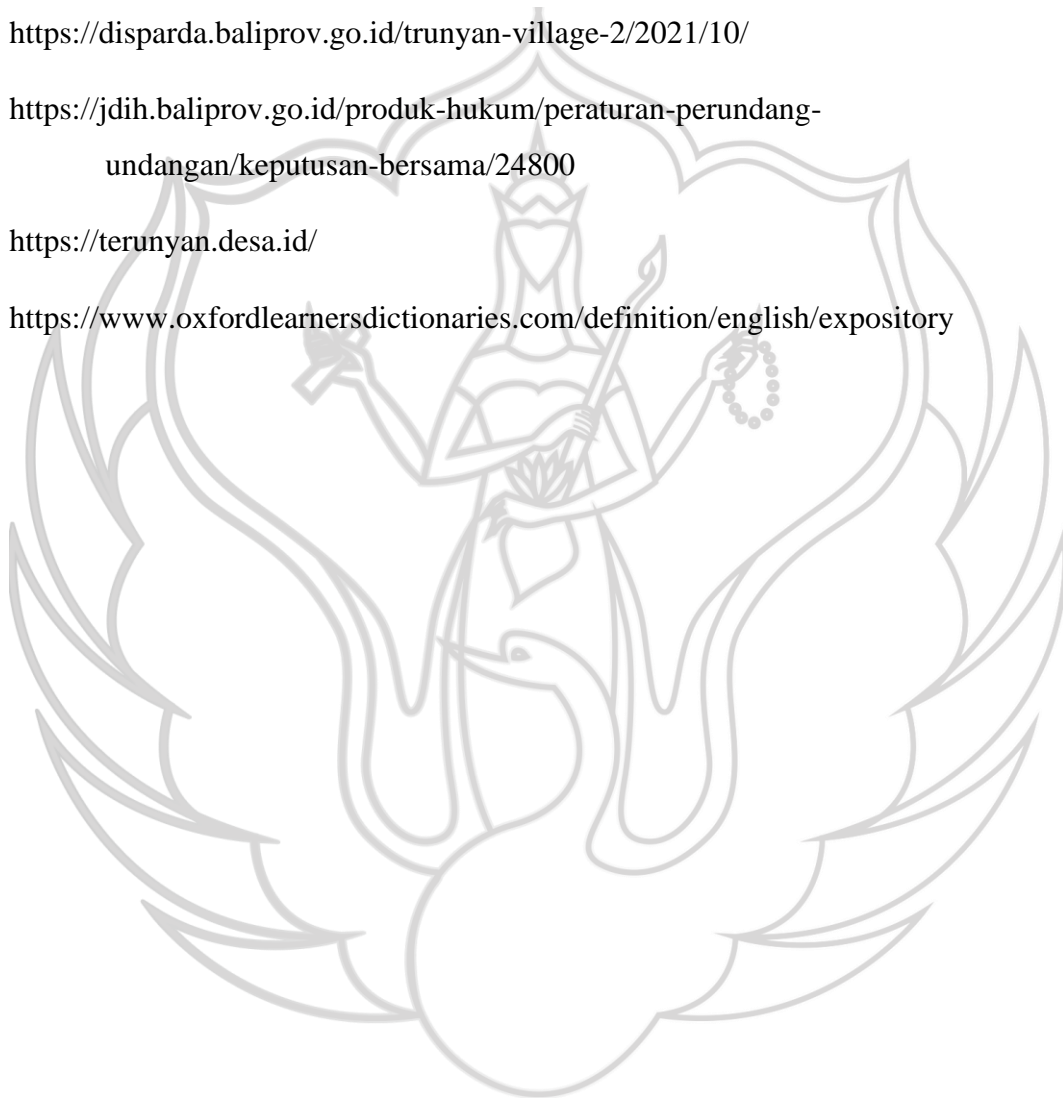 https://disparda.baliprov.go.id/trunyan-village-2/2021/10/
https://jdih.baliprov.go.id/produk-hukum/peraturan-perundang-
undangan/keputusan-bersama/24800
https://terunyan.desa.id/
https://www.oxfordlearnersdictionaries.com/definition/english/expository